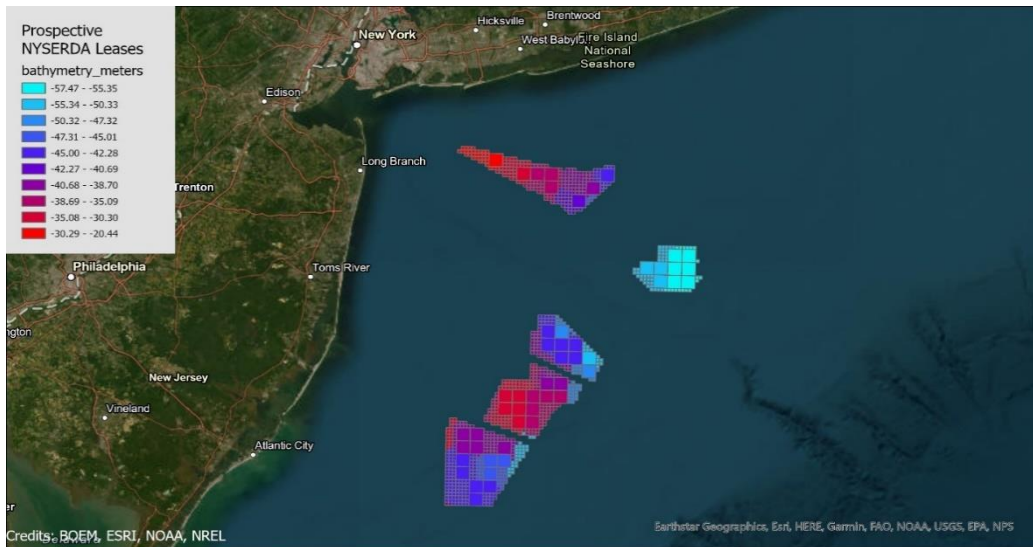 Prospective
NYSERDA Leases
bathymetry_meters
-57.47 - -55.35
-55.34 - -50.33
-50.32 - -47.32
-47.31 - -45.01
-45.00 - -42.28
-42.27 - -40.69
-40.68 - -38.70
-38.69 - -35.09
-35.08 - -30.30
-30.29 - -20.44
Hicksville
Brentwood
New York
West Babylo
Fire Island
National
Seashore
Edison
Long Branch
Trenton
Philadelphia
Toms River
ngton
New Jersey
Vineland
Atlantic City
er
Credits: BOEM, ESRI, NOAA, NREL
Earthstar Geographics, Esri, HERE, Garmin, FAO, NOAA, USGS, EPA, NPS